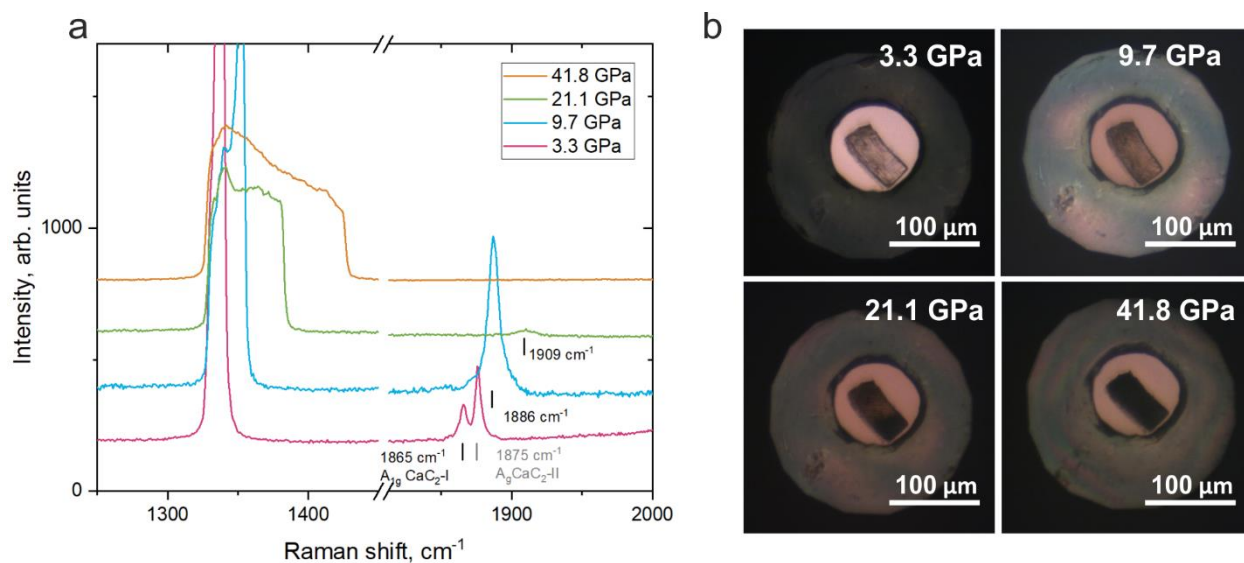 a
Intensity, arb. units
1000
0
41.8 GPa
21.1 GPa
9.7 GPa
3.3 GPa
1909 cm⁻¹
1886 cm⁻¹
1865 cm⁻¹
A₁g CaC₂-I
1875 cm⁻¹
AgCaC₂-II
1300
1400
1900
2000
Raman shift, cm⁻¹
b
3.3 GPa
100 µm
9.7 GPa
100 µm
21.1 GPa
100 µm
41.8 GPa
100 µm